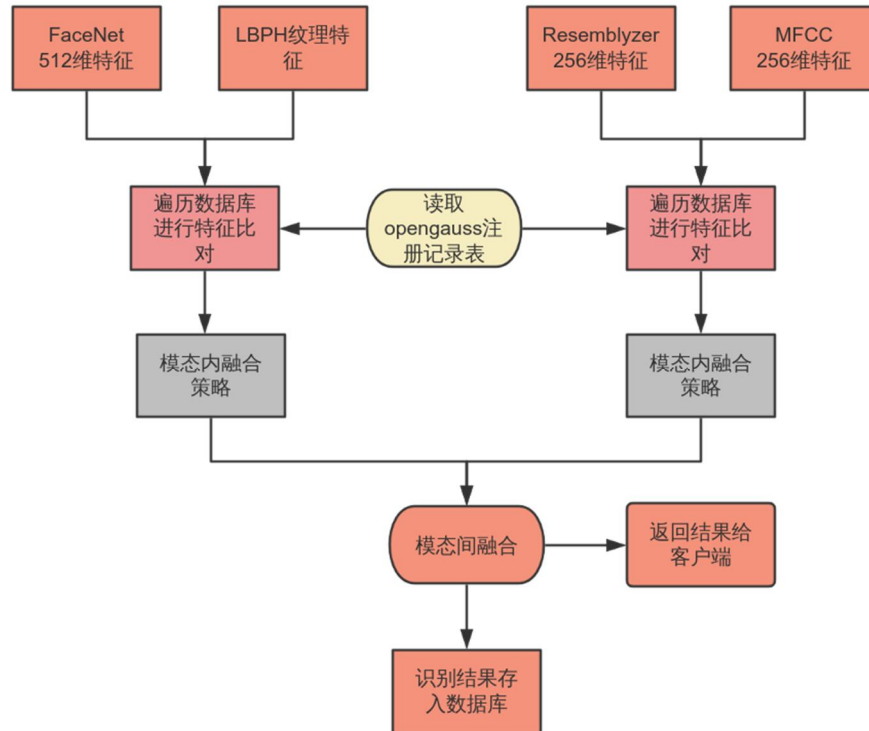 FaceNet
512维特征
LBPH纹理特
征
Resemblyzer
256维特征
MFCC
256维特征
遍历数据库
进行特征比
对
读取
opengauss注
册记录表
遍历数据库
进行特征比
对
模态内融合
策略
模态内融合
策略
模态间融合
返回结果给
客户端
识别结果存
入数据库